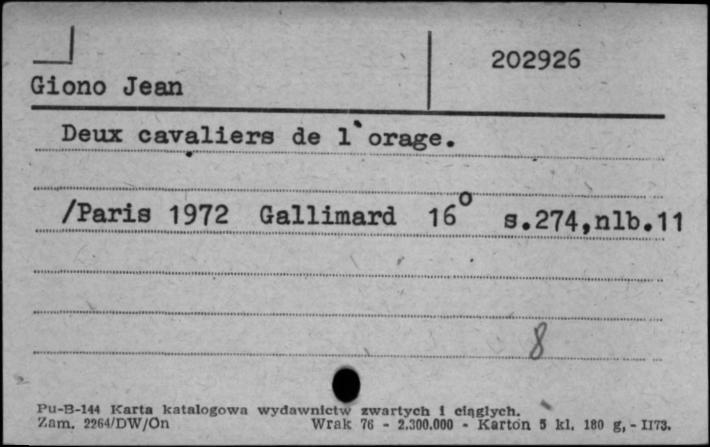 202926
Giono Jean
Deux cavaliers de l`orage.
/Paris 1972 Gallimard 16° s.274,nlb.11
8
Pu-B-144 Karta katalogowa wydawnictw zwartych i ciągłych.
Zam. 2264/DW/On Wrak 76 - 2.300.000 - Karton 5 kl. 180 g, - II73.